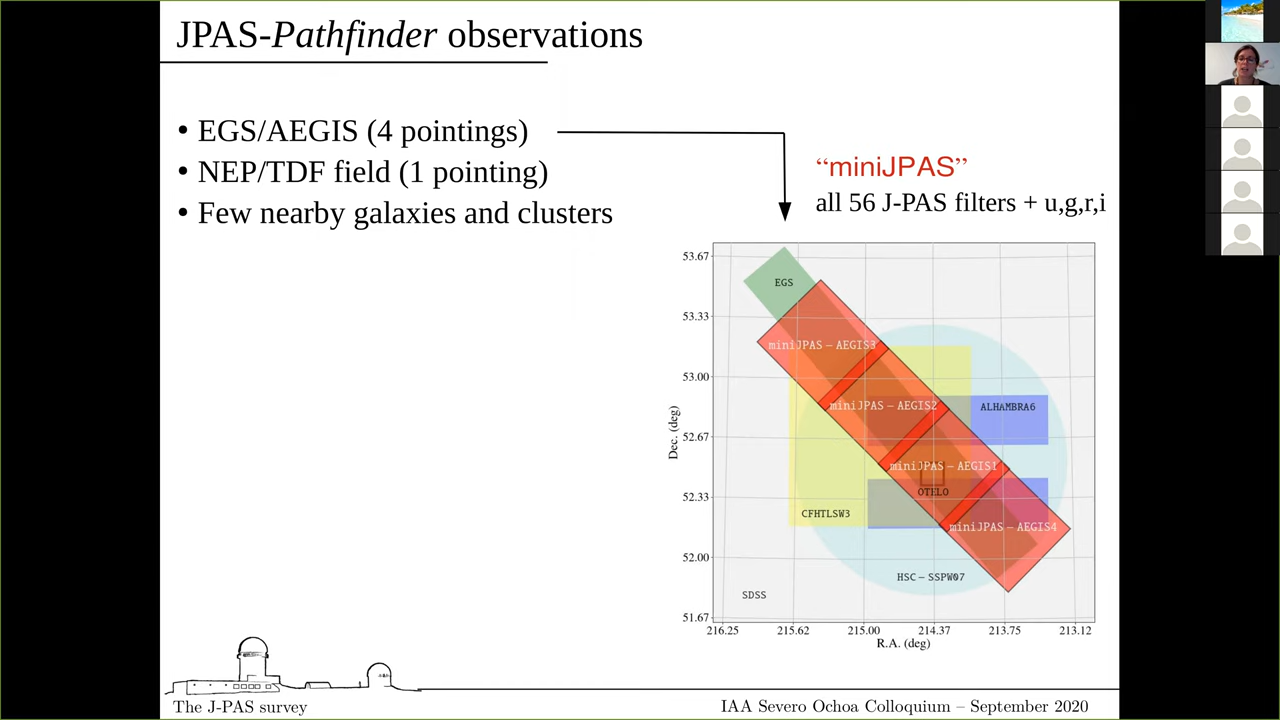 JPAS-Pathfinder observations
• EGS/AEGIS (4 pointings)
• NEP/TDF field (1 pointing)
• Few nearby galaxies and clusters
“miniJPAS”
all 56 J-PAS filters + u,g,r,i
53.67
53.33
53.00
52.67
52.33
52.00
51.67
Dec. (deg)
EGS
miniJPAS – AEGIS3
miniJPAS – AEGIS2
ALHAMBRA6
miniJPAS – AEGIS1
OTELO
CFHTLSW3
miniJPAS – AEGIS4
HSC – SSPW07
SDSS
216.25 215.62 215.00 214.37 213.75 213.12
R.A. (deg)
The J-PAS survey
IAA Severo Ochoa Colloquium – September 2020